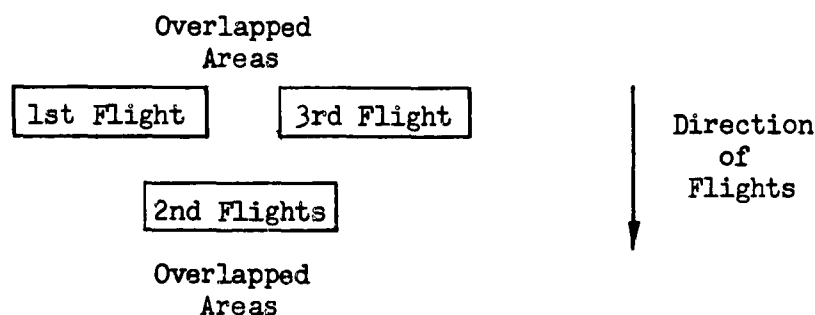 Overlapped
Areas
1st Flight
3rd Flight
Direction
of
Flights
2nd Flights
Overlapped
Areas